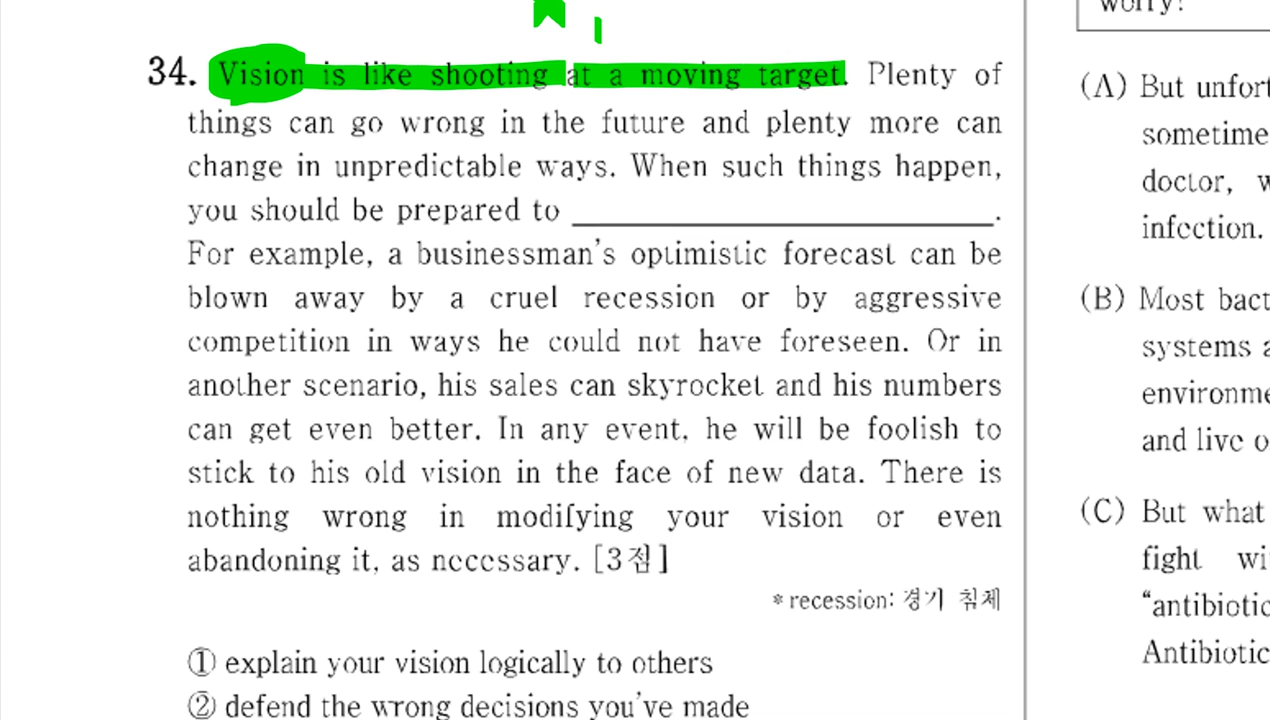 34. Vision is like shooting at a moving target. Plenty of
things can go wrong in the future and plenty more can
change in unpredictable ways. When such things happen,
you should be prepared to ______.
For example, a businessman's optimistic forecast can be
blown away by a cruel recession or by aggressive
competition in ways he could not have foreseen. Or in
another scenario, his sales can skyrocket and his numbers
can get even better. In any event, he will be foolish to
stick to his old vision in the face of new data. There is
nothing wrong in modifying your vision or even
abandoning it, as necessary. [3점]
* recession: 경기 침체
① explain your vision logically to others
② defend the wrong decisions you've made
worry?
(A) But
sometime
doctor,
infection.
(B) Most
systems
and live
(C) But what
fight